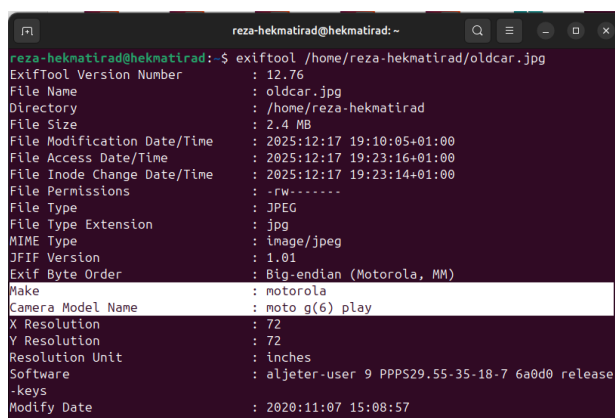 reza-hekmatirad@hekmatirad: ~
reza-hekmatirad@hekmatirad:~$ exiftool /home/reza-hekmatirad/oldcar.jpg
ExifTool Version Number : 12.76
File Name : oldcar.jpg
Directory : /home/reza-hekmatirad
File Size : 2.4 MB
File Modification Date/Time : 2025:12:17 19:10:05+01:00
File Access Date/Time : 2025:12:17 19:23:16+01:00
File Inode Change Date/Time : 2025:12:17 19:23:14+01:00
File Permissions : -rw-------
File Type : JPEG
File Type Extension : jpg
MIME Type : image/jpeg
JFIF Version : 1.01
Exif Byte Order : Big-endian (Motorola, MM)
Make : motorola
Camera Model Name : moto g(6) play
X Resolution : 72
Y Resolution : 72
Resolution Unit : inches
Software : aljeter-user 9 PPPS29.55-35-18-7 6a0d0 release
-keys
Modify Date : 2020:11:07 15:08:57